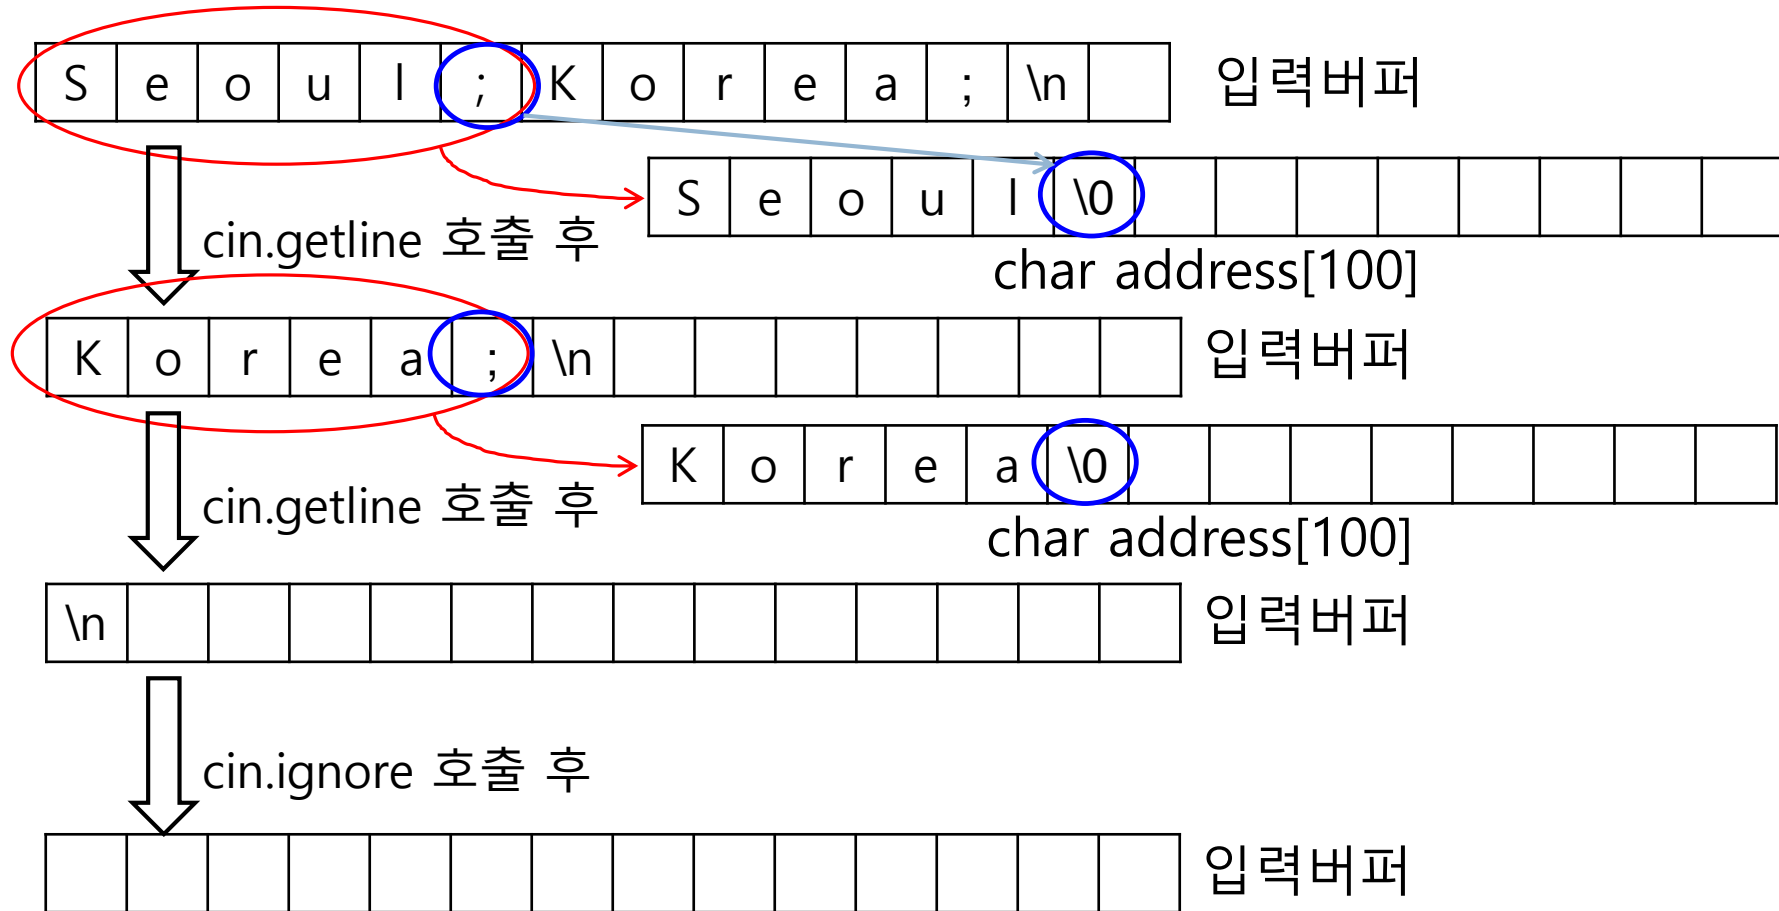 S e o u l ; K o r e a ; \n 입력버퍼
S e o u l \0
cin.getline 호출 후
char address[100]
K o r e a ; \n 입력버퍼
K o r e a \0
cin.getline 호출 후
char address[100]
\n 입력버퍼
cin.ignore 호출 후
입력버퍼